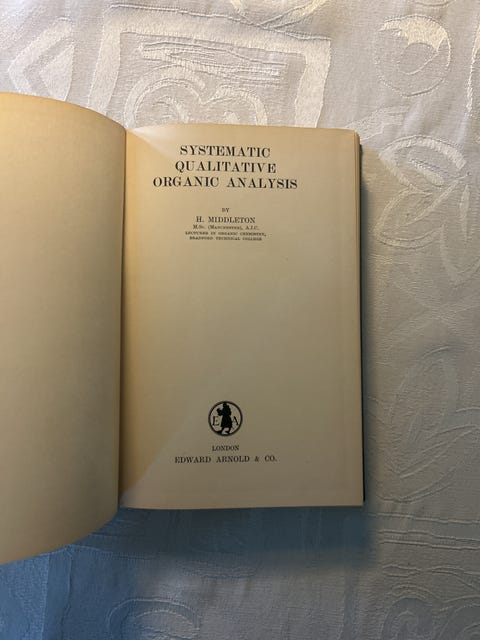 SYSTEMATIC
QUALITATIVE
ORGANIC ANALYSIS
BY
H. MIDDLETON
M.Sc. (MANCHESTER), A.I.C.
LECTURER IN ORGANIC CHEMISTRY,
BRADFORD TECHNICAL COLLEGE
E A
LONDON
EDWARD ARNOLD & CO.